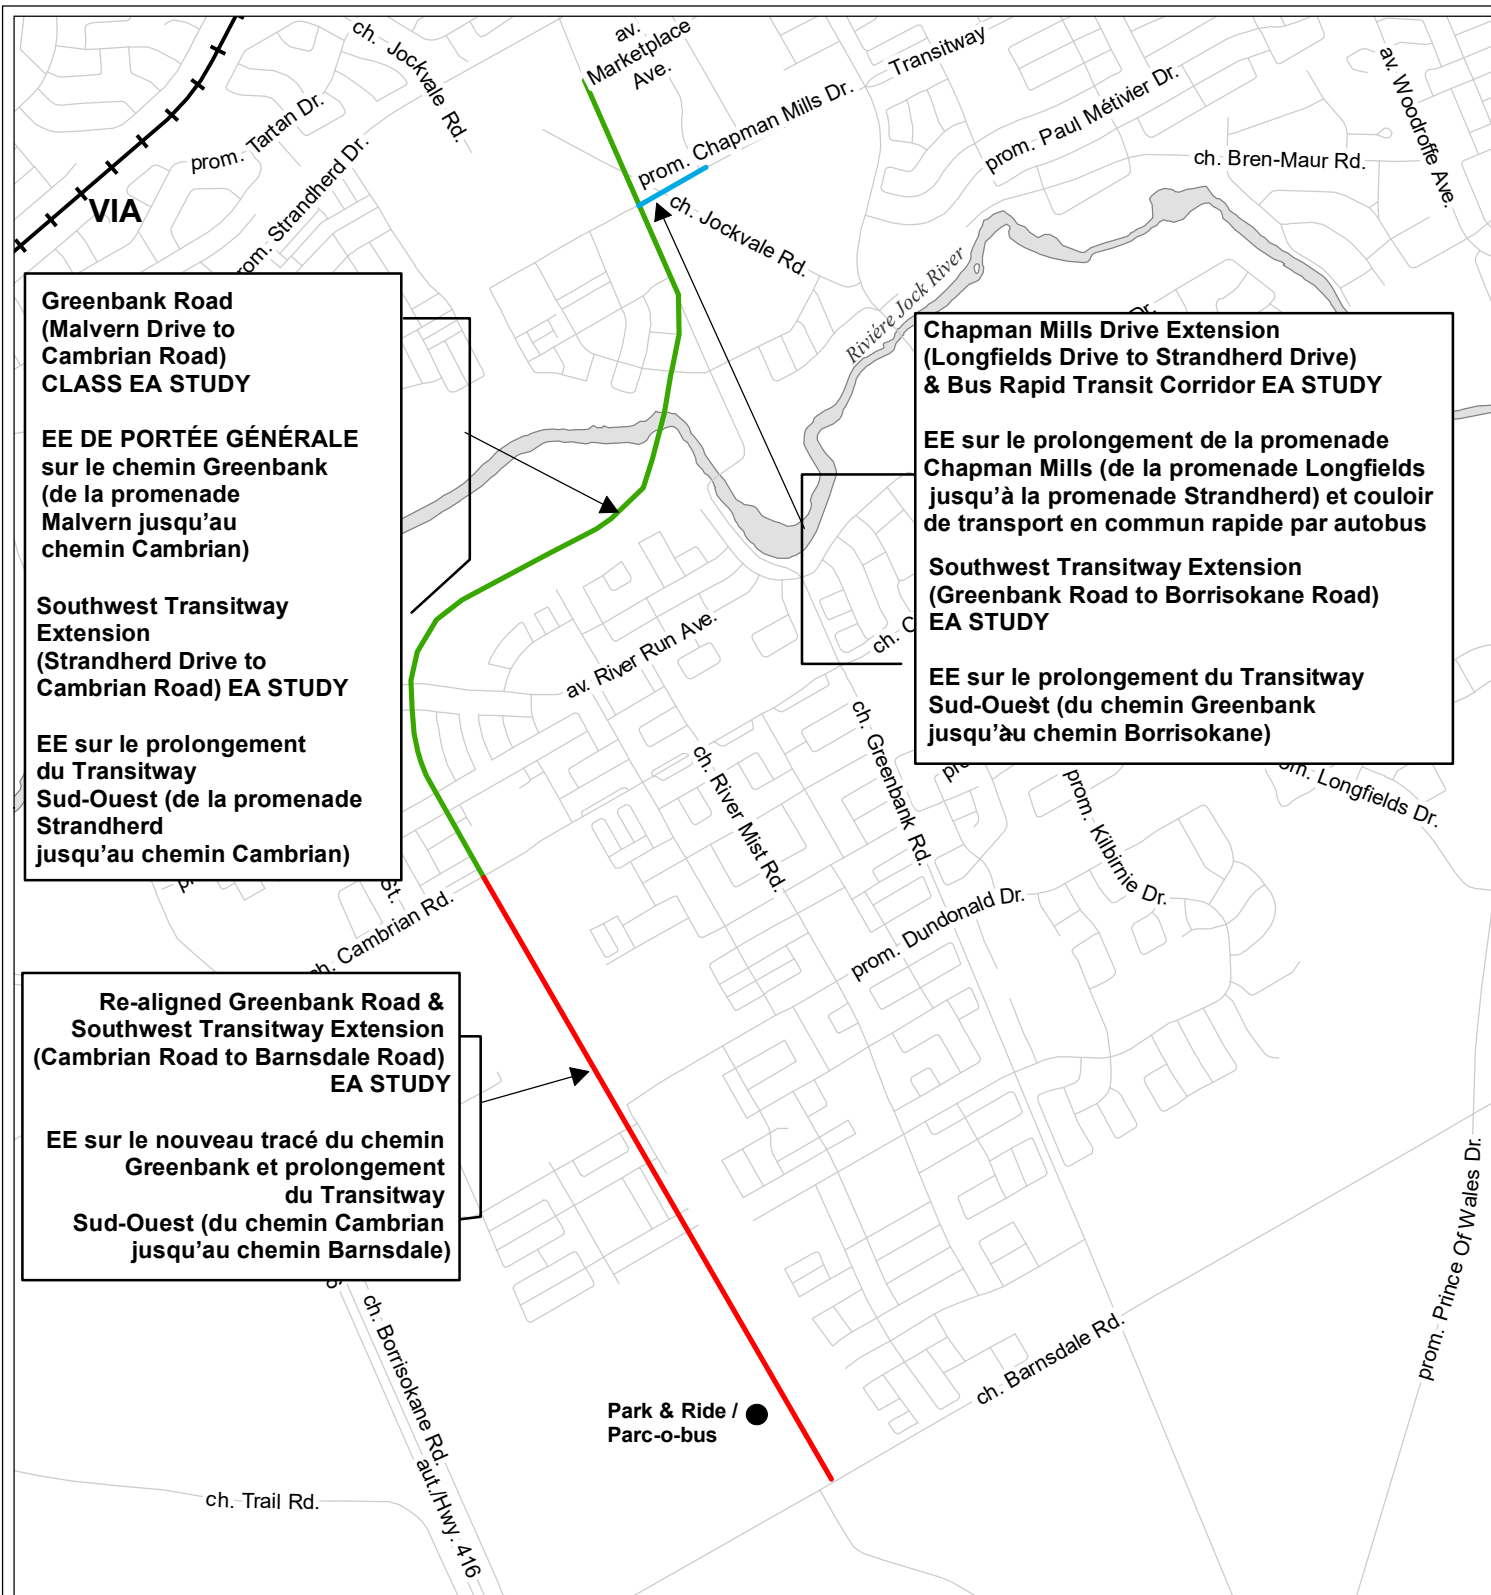 ch. Jockvale Rd.
av.
Marketplace
Ave.
Transitway
prom. Chapman Mills Dr.
prom. Paul Métivier Dr.
av. Woodroffe Ave.
ch. Bren-Maur Rd.
prom. Tartan Dr.
VIA
rom. Strandherd Dr.
ch. Jockvale Rd.
Rivière Jock River
Dr.
Greenbank Road
(Malvern Drive to
Cambrian Road)
CLASS EA STUDY
EE DE PORTÉE GÉNÉRALE
sur le chemin Greenbank
(de la promenade
Malvern jusqu'au
chemin Cambrian)
Southwest Transitway
Extension
(Strandherd Drive to
Cambrian Road) EA STUDY
EE sur le prolongement
du Transitway
Sud-Ouest (de la promenade
Strandherd
jusqu'au chemin Cambrian)
Chapman Mills Drive Extension
(Longfields Drive to Strandherd Drive)
& Bus Rapid Transit Corridor EA STUDY
EE sur le prolongement de la promenade
Chapman Mills (de la promenade Longfields
jusqu'à la promenade Strandherd) et couloir
de transport en commun rapide par autobus
Southwest Transitway Extension
(Greenbank Road to Borrisokane Road)
EA STUDY
EE sur le prolongement du Transitway
Sud-Ouest (du chemin Greenbank
jusqu'au chemin Borrisokane)
av. River Run Ave.
ch. River Mist Rd.
ch. Greenbank Rd.
prom. Kilbirnie Dr.
om. Longfields Dr.
prom. Dundonald Dr.
St.
ch. Cambrian Rd.
Re-aligned Greenbank Road &
Southwest Transitway Extension
(Cambrian Road to Barnsdale Road)
EA STUDY
EE sur le nouveau tracé du chemin
Greenbank et prolongement
du Transitway
Sud-Ouest (du chemin Cambrian
jusqu'au chemin Barnsdale)
prom. Prince Of Wales Dr.
ch. Barnsdale Rd.
ch. Borrisokane Rd.
Park & Ride /
Parc-o-bus
ch. Trail Rd.
aut./Hwy. 416